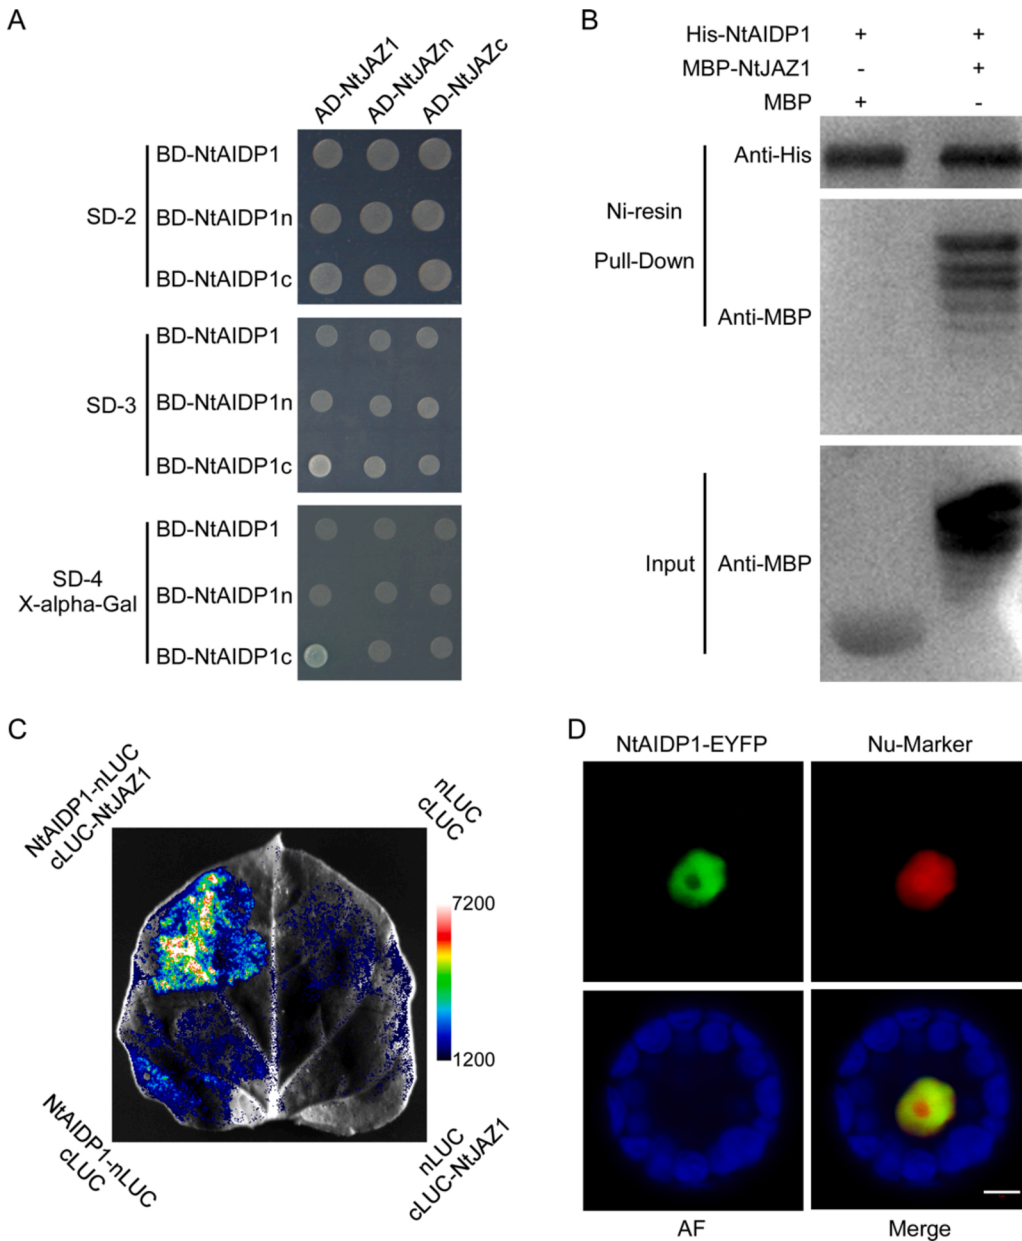 A
AD-NtJAZ1
AD-NtJAZn
AD-NtJAZc
SD-2
BD-NtAIDP1
BD-NtAIDP1n
BD-NtAIDP1c
SD-3
BD-NtAIDP1
BD-NtAIDP1n
BD-NtAIDP1c
SD-4
X-alpha-Gal
BD-NtAIDP1
BD-NtAIDP1n
BD-NtAIDP1c
B
His-NtAIDP1 + +
MBP-NtJAZ1 - +
MBP + -
Ni-resin
Pull-Down
Anti-His
Anti-MBP
Input
Anti-MBP
C
NtAIDP1-nLUC
cLUC-NtJAZ1
nLUC
cLUC
7200
1200
NtAIDP1-nLUC
cLUC
nLUC
cLUC-NtJAZ1
D
NtAIDP1-EYFP
Nu-Marker
AF
Merge